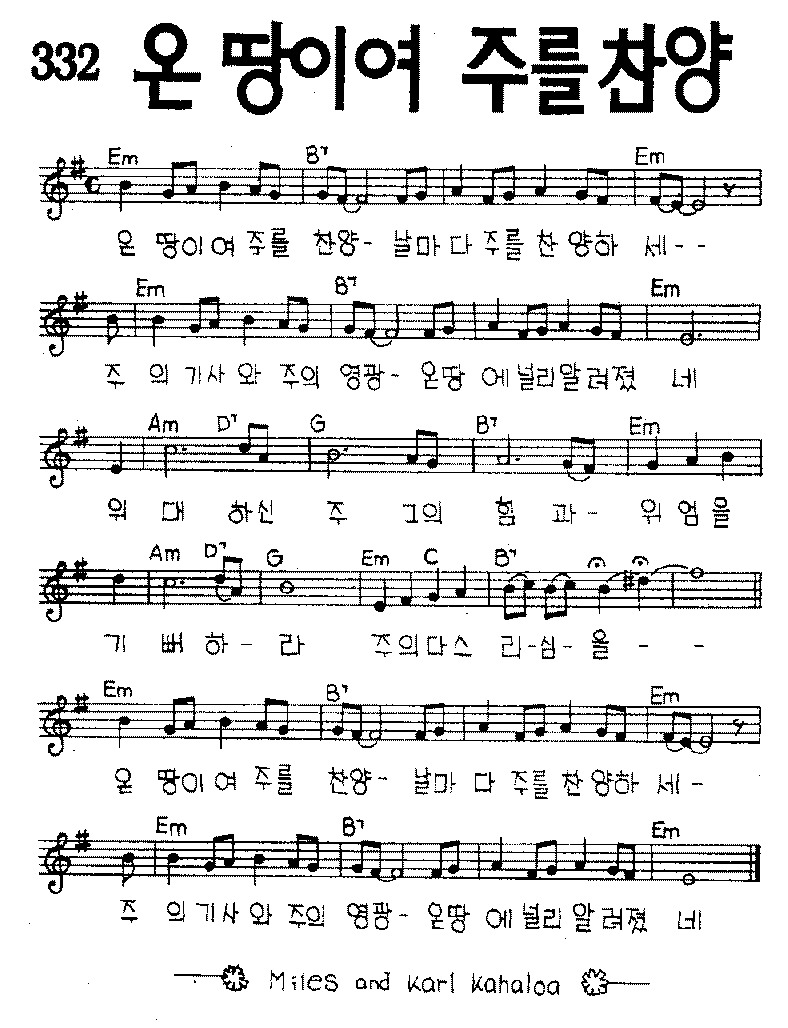 332 온 땅이여 주를 찬양
Em B7 Em
온 땅이여 주를 찬양- 날마다 주를 찬 양하 세--
Em B7 Em
주 의 기사 와 주의 영광- 온땅 에 널리알 려졌 네
Am D7 G B7 Em
위 대 하신 주 그의 힘 과- 위 엄 을
Am D7 G Em C B7
기 뻐 하- 라 주의다스 리-심- 을 - -
Em B7 Em
온 땅이여 주를 찬양- 날마 다 주를 찬 양하 세-
Em B7 Em
주 의기사 와 주의 영광- 온땅 에 널리 알 려졌 네
Miles and Karl Kahaloa